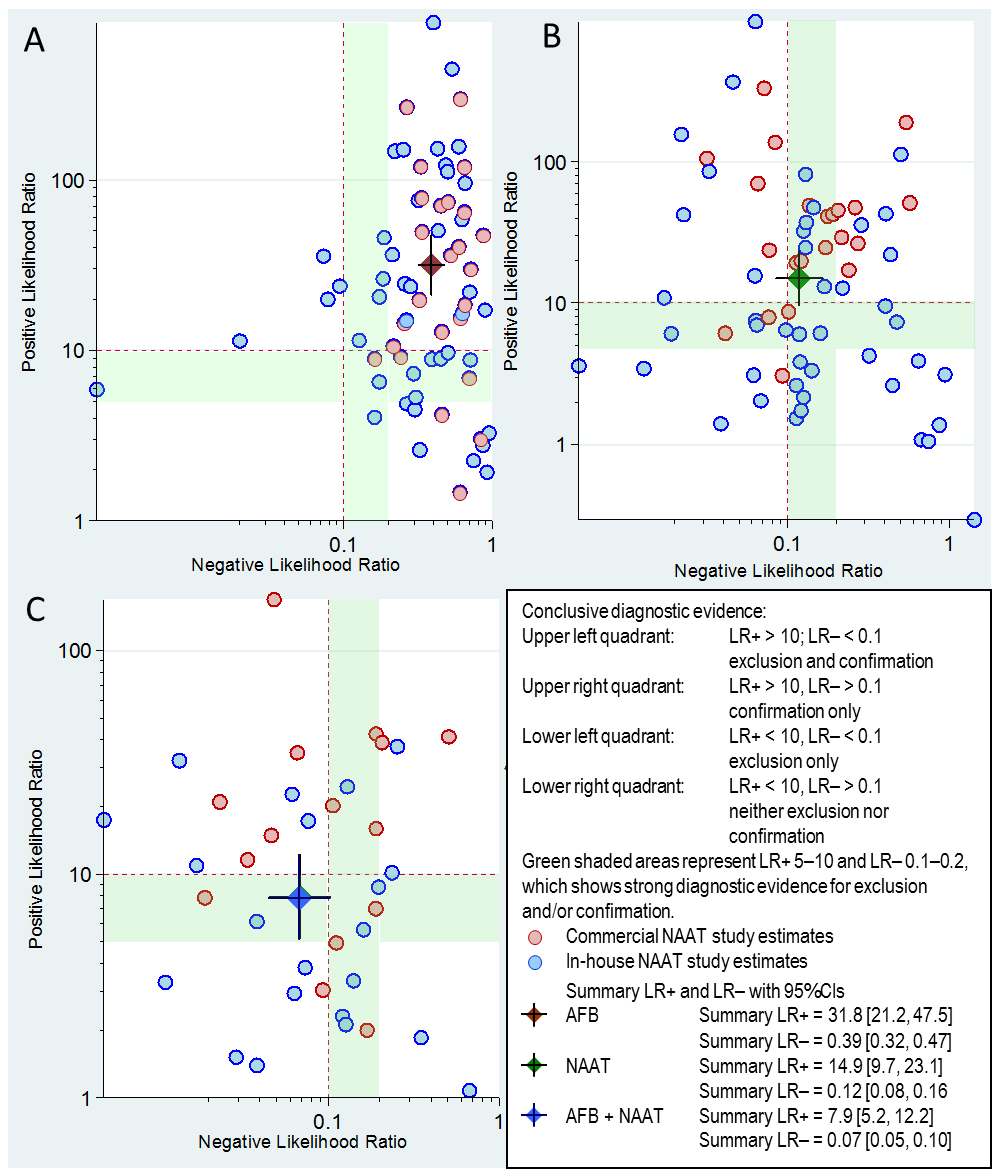 A
Positive Likelihood Ratio
100
10
1
0.1
1
Negative Likelihood Ratio
B
Positive Likelihood Ratio
100
10
1
0.1
1
Negative Likelihood Ratio
C
Positive Likelihood Ratio
100
10
1
0.1
1
Negative Likelihood Ratio
Conclusive diagnostic evidence:
Upper left quadrant: LR+ > 10; LR– < 0.1
exclusion and confirmation
Upper right quadrant: LR+ > 10, LR– > 0.1
confirmation only
Lower left quadrant: LR+ < 10, LR– < 0.1
exclusion only
Lower right quadrant: LR+ < 10, LR– > 0.1
neither exclusion nor
confirmation
Green shaded areas represent LR+ 5–10 and LR– 0.1–0.2,
which shows strong diagnostic evidence for exclusion
and/or confirmation.
Commercial NAAT study estimates
In-house NAAT study estimates
Summary LR+ and LR– with 95%CIs
AFB Summary LR+ = 31.8 [21.2, 47.5]
Summary LR– = 0.39 [0.32, 0.47]
NAAT Summary LR+ = 14.9 [9.7, 23.1]
Summary LR– = 0.12 [0.08, 0.16
AFB + NAAT Summary LR+ = 7.9 [5.2, 12.2]
Summary LR– = 0.07 [0.05, 0.10]